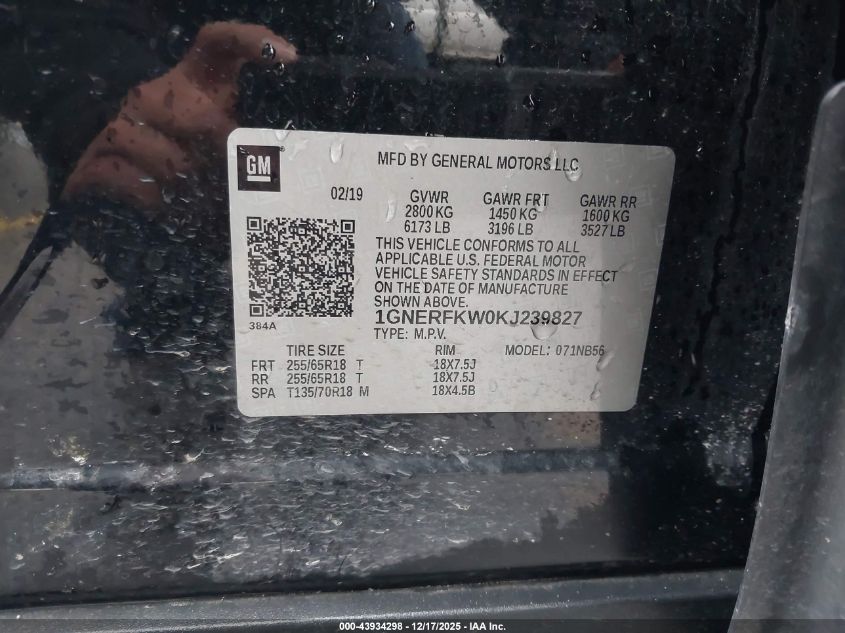 GM
MFD BY GENERAL MOTORS LLC
02/19 GVWR GAWR FRT GAWR RR
2800 KG 1450 KG 1600 KG
6173 LB 3196 LB 3527 LB
THIS VEHICLE CONFORMS TO ALL
APPLICABLE U.S. FEDERAL MOTOR
VEHICLE SAFETY STANDARDS IN EFFECT
ON THE DATE OF MANUFACTURE
SHOWN ABOVE.
384A
1GNERFKW0KJ239827
TYPE: M.P.V.
TIRE SIZE RIM MODEL: 071NB56
FRT 255/65R18 T 18X7.5J
RR 255/65R18 T 18X7.5J
SPA T135/70R18 M 18X4.5B
000-43934298 - 12/17/2025 - IAA Inc.